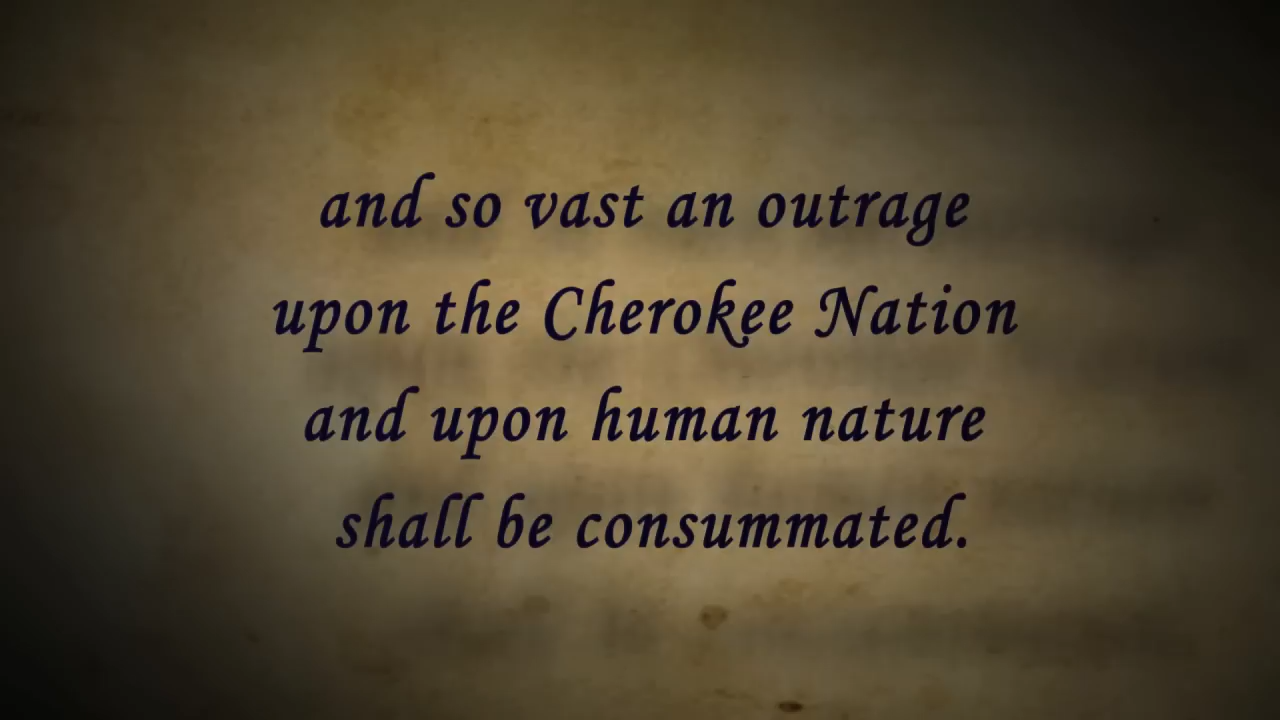 and so vast an outrage
upon the Cherokee Nation
and upon human nature
shall be consummated.